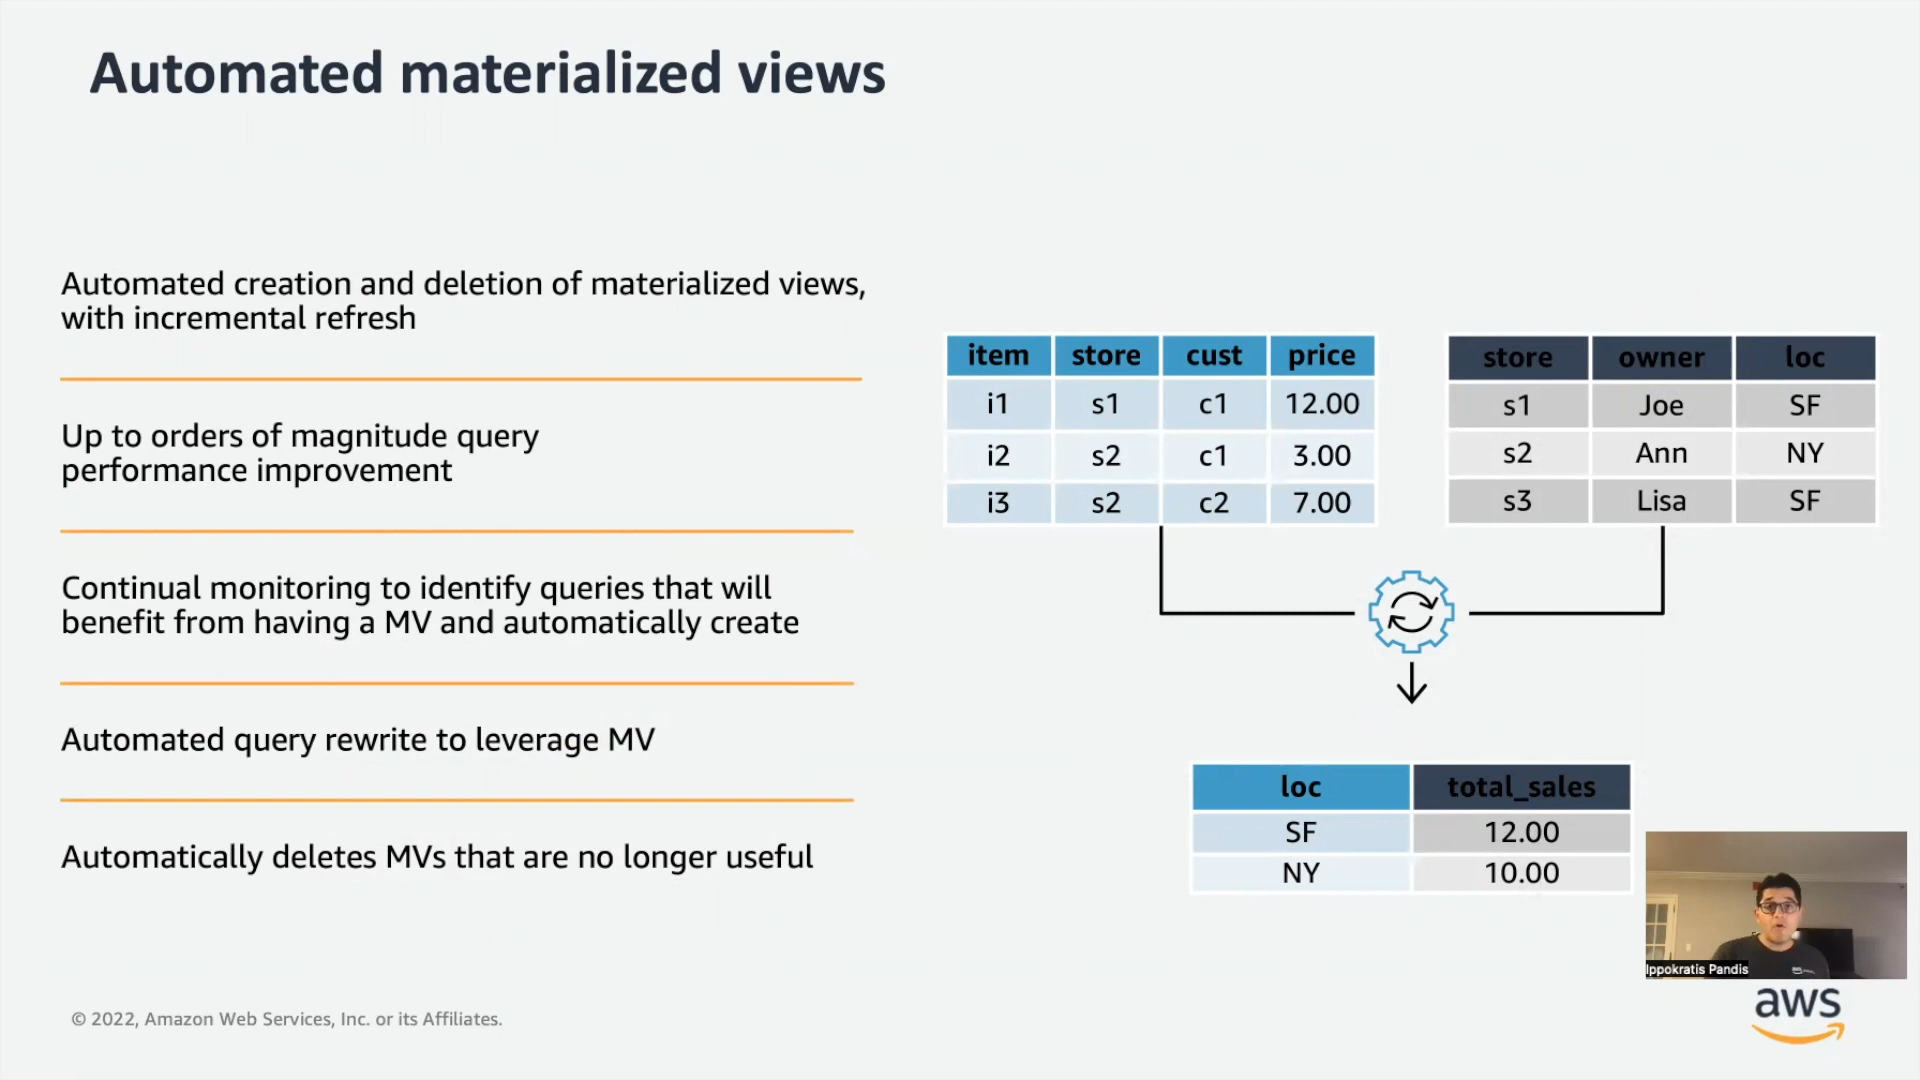 Automated materialized views
Automated creation and deletion of materialized views,
with incremental refresh
Up to orders of magnitude query
performance improvement
Continual monitoring to identify queries that will
benefit from having a MV and automatically create
Automated query rewrite to leverage MV
Automatically deletes MVs that are no longer useful
item store cust price
i1 s1 c1 12.00
i2 s2 c1 3.00
i3 s2 c2 7.00
store owner loc
s1 Joe SF
s2 Ann NY
s3 Lisa SF
loc total_sales
SF 12.00
NY 10.00
Ippokratis Pandis
aws
© 2022, Amazon Web Services, Inc. or its Affiliates.